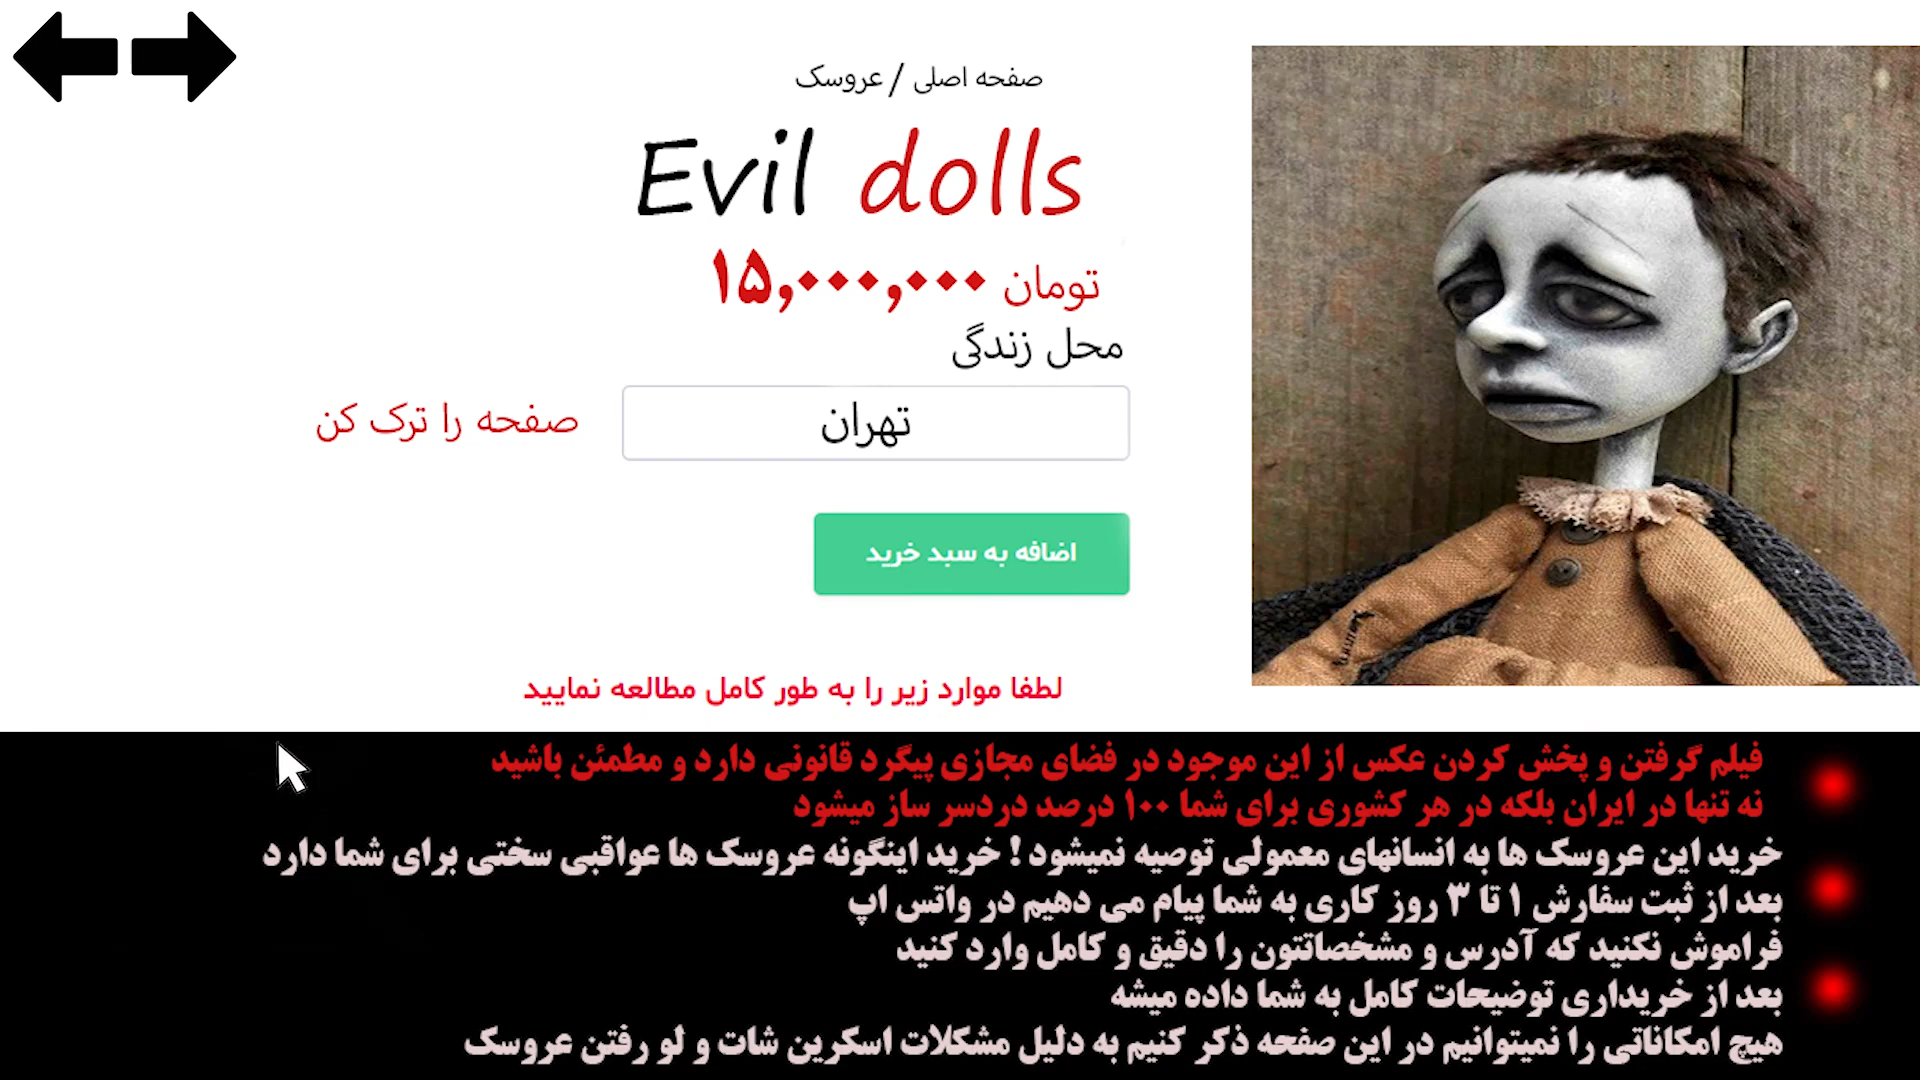 صفحه اصلی / عروسک
Evil dolls
۱۵,۰۰۰,۰۰۰ تومان
محل زندگی
تهران
صفحه را ترک کن
اضافه به سبد خرید
لطفا موارد زیر را به طور کامل مطالعه نمایید
فیلم گرفتن و پخش کردن عکس از این موجود در فضای مجازی پیگرد قانونی دارد و مطمئن باشید
نه تنها در ایران بلکه در هر کشوری برای شما ۱۰۰ درصد دردسر ساز میشود
خرید این عروسک ها به انسانهای معمولی توصیه نمیشود ! خرید اینگونه عروسک ها عواقبی سختی برای شما دارد
بعد از ثبت سفارش ۱ تا ۳ روز کاری به شما پیام می دهیم در واتس اپ
فراموش نکنید که آدرس و مشخصاتتون را دقیق و کامل وارد کنید
بعد از خریداری توضیحات کامل به شما داده میشه
هیچ امکاناتی را نمیتوانیم در این صفحه ذکر کنیم به دلیل مشکلات اسکرین شات و لو رفتن عروسک